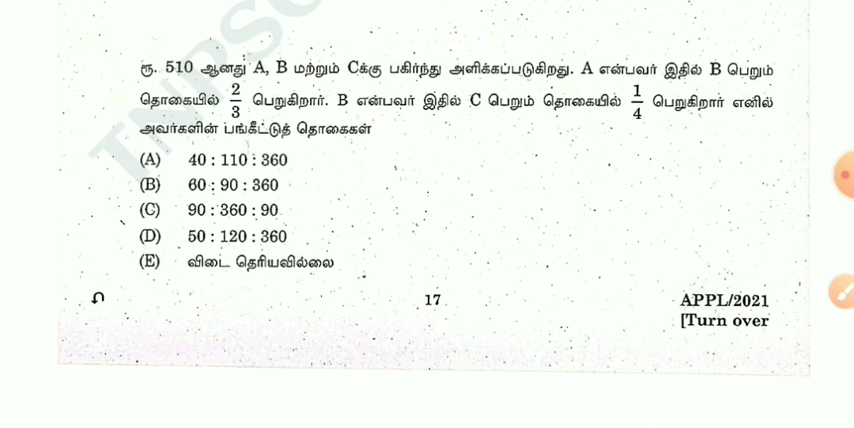 ரூ. 510 ஆனது A, B மற்றும் Cக்கு பகிர்ந்து அளிக்கப்படுகிறது. A என்பவர் இதில் B பெறும்
தொகையில் 2/3 பெறுகிறார். B என்பவர் இதில் C பெறும் தொகையில் 1/4 பெறுகிறார் எனில்
அவர்களின் பங்கீட்டுத் தொகைகள்
(A) 40 : 110 : 360
(B) 60 : 90 : 360
(C) 90 : 360 : 90
(D) 50 : 120 : 360
(E) விடை தெரியவில்லை
17
APPL/2021
[Turn over